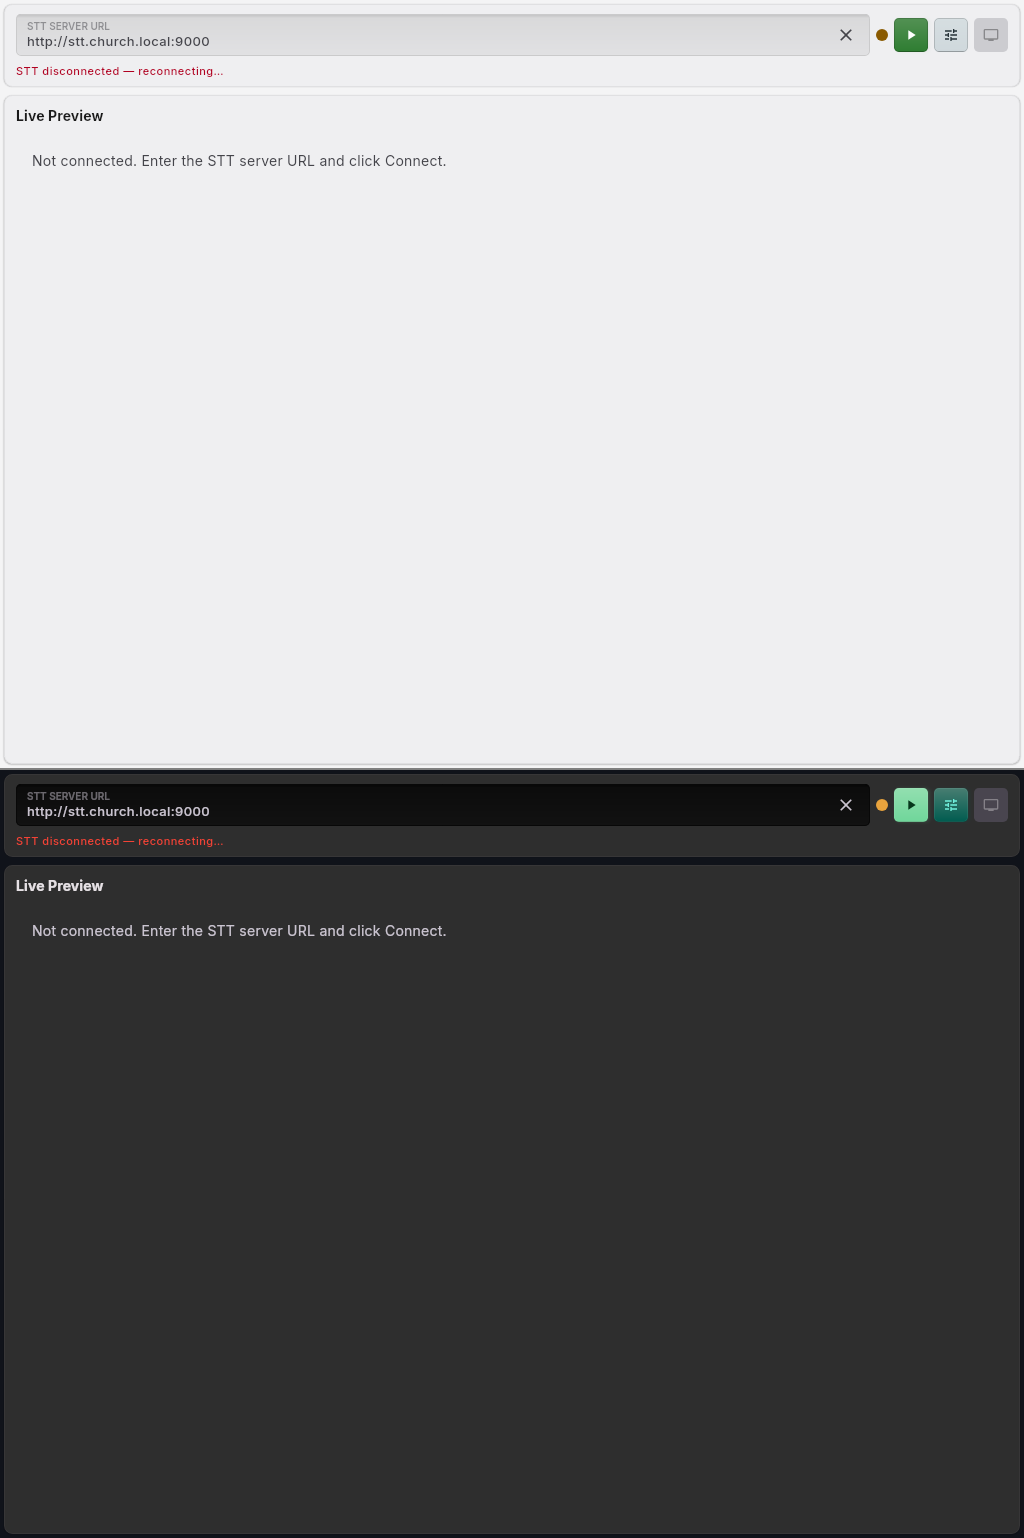 STT SERVER URL
http://stt.church.local:9000
STT disconnected — reconnecting...
Live Preview
Not connected. Enter the STT server URL and click Connect.
STT SERVER URL
http://stt.church.local:9000
STT disconnected — reconnecting...
Live Preview
Not connected. Enter the STT server URL and click Connect.